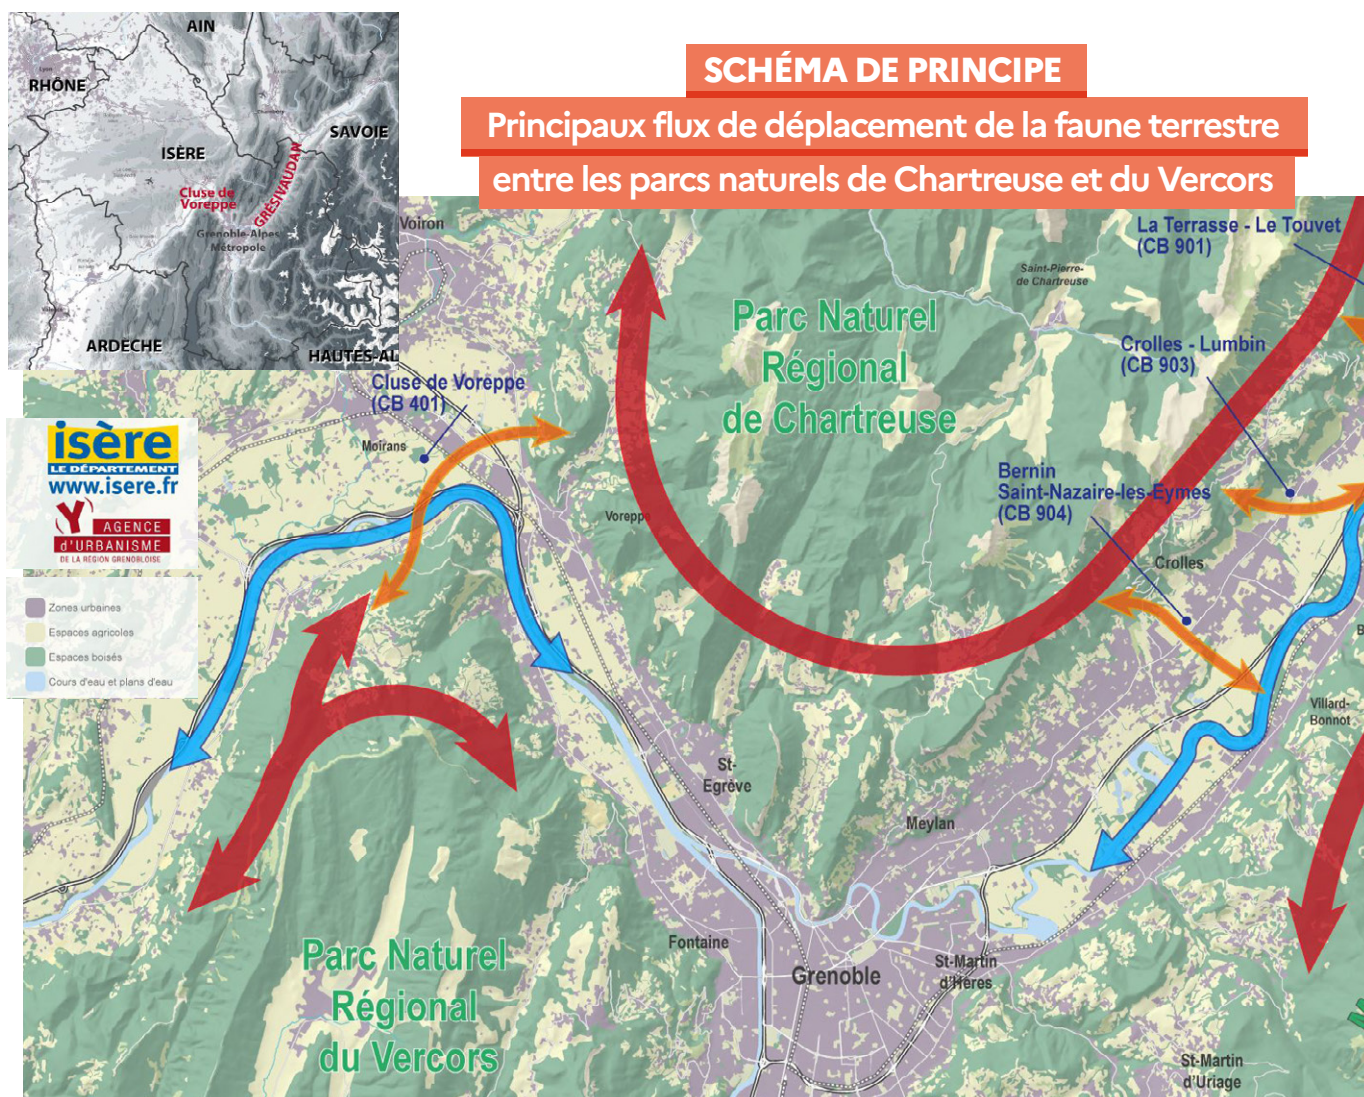 SCHÉMA DE PRINCIPE
Principaux flux de déplacement de la faune terrestre
entre les parcs naturels de Chartreuse et du Vercors
AIN
RHÔNE
Lyon
SAVOIE
ISÈRE
Cluse de
Voreppe
GRÉSIVAUDAN
Grenoble-Alpes
Métropole
ARDECHE
HAUTES-AL
Voiron
La Terrasse - Le Touvet
(CB 901)
Saint-Pierre-
de Chartreuse
Parc Naturel
Régional
de Chartreuse
Crolles - Lumbin
(CB 903)
Cluse de Voreppe
(CB 401)
Moirans
isère
LE DÉPARTEMENT
www.isere.fr
Y
AGENCE
d'URBANISME
DE LA RÉGION GRENOBLOISE
Bernin
Saint-Nazaire-les-Eymes
(CB 904)
Voreppe
Crolles
Zones urbaines
Espaces agricoles
Espaces boisés
Cours d'eau et plans d'eau
B
Villard-
Bonnot
St-
Egrève
Meylan
Fontaine
Grenoble
St-Martin
d'Hères
Parc Naturel
Régional
du Vercors
St-Martin
d'Uriage